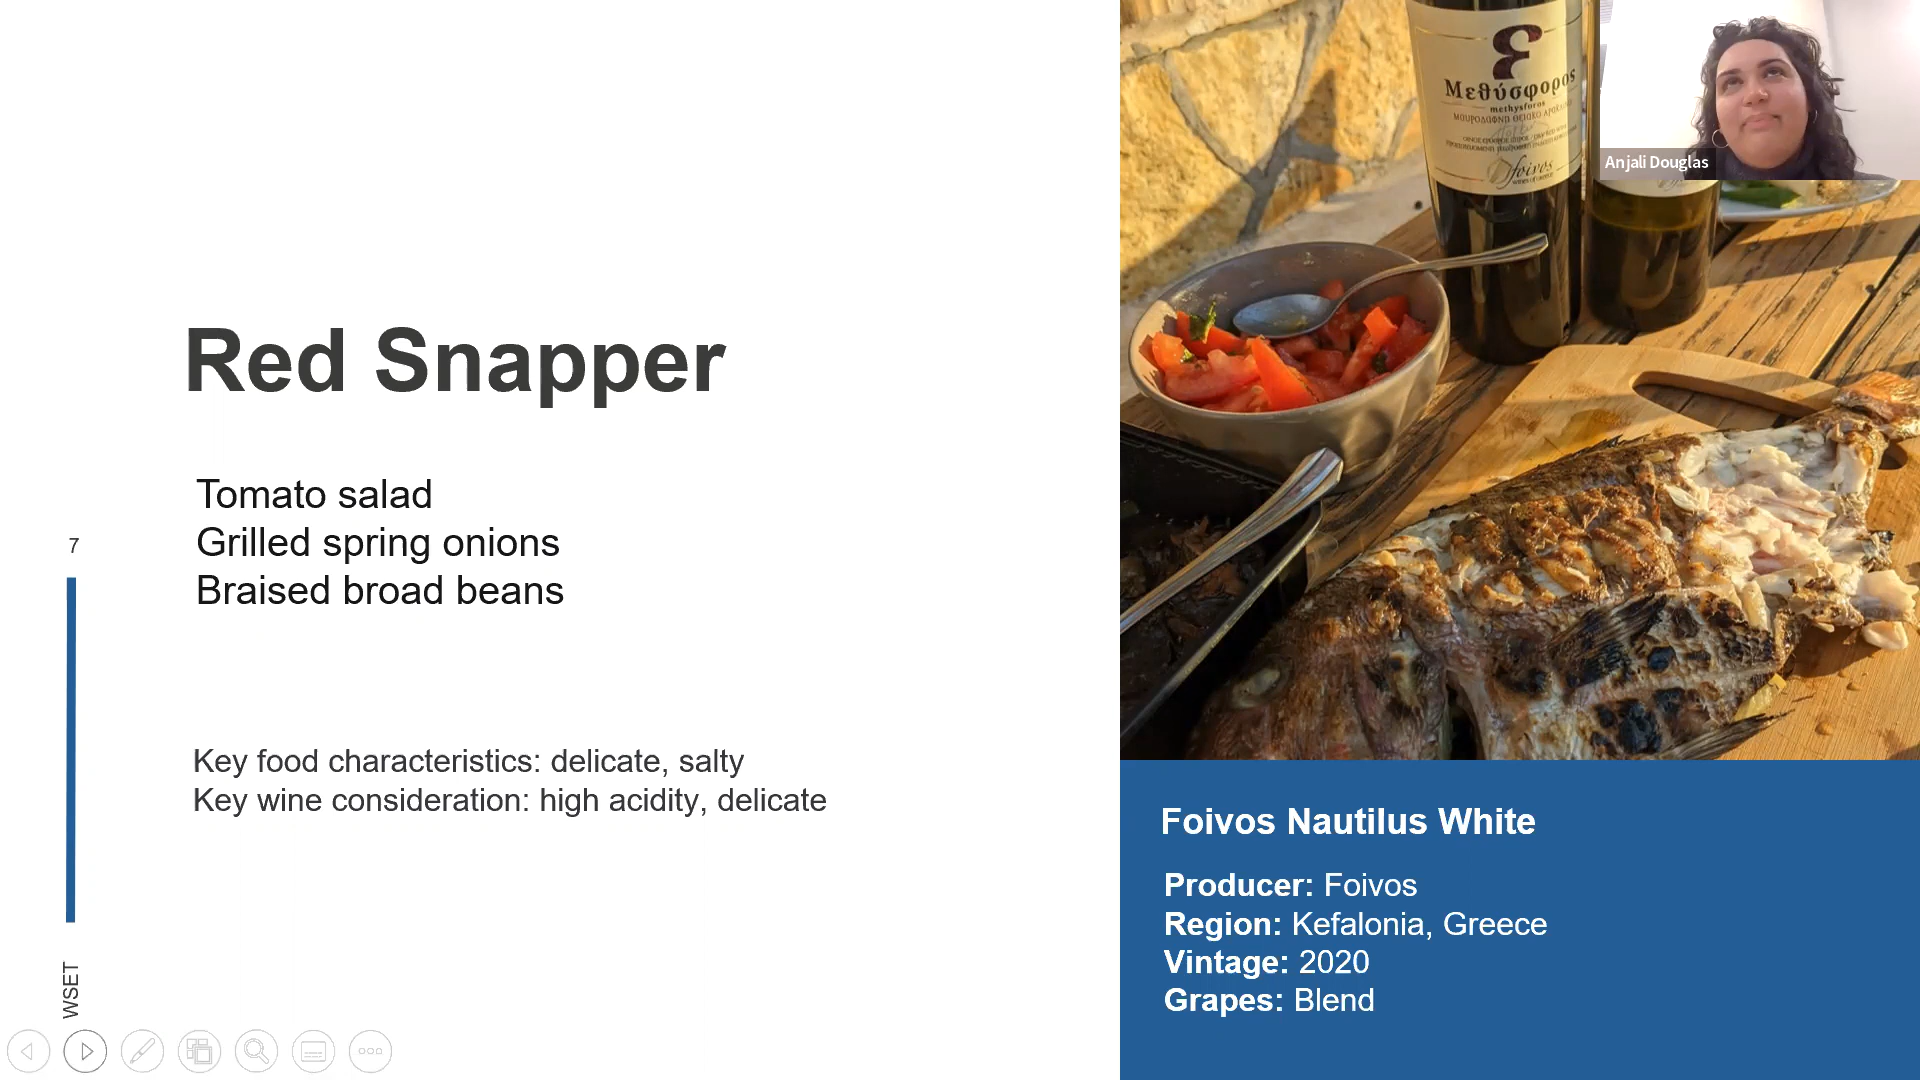 Red Snapper
Tomato salad
Grilled spring onions
Braised broad beans
Key food characteristics: delicate, salty
Key wine consideration: high acidity, delicate
7
WSET
ε
Μεθύσφορος
methysforos
foivos
Anjali Douglas
Foivos Nautilus White
Producer: Foivos
Region: Kefalonia, Greece
Vintage: 2020
Grapes: Blend